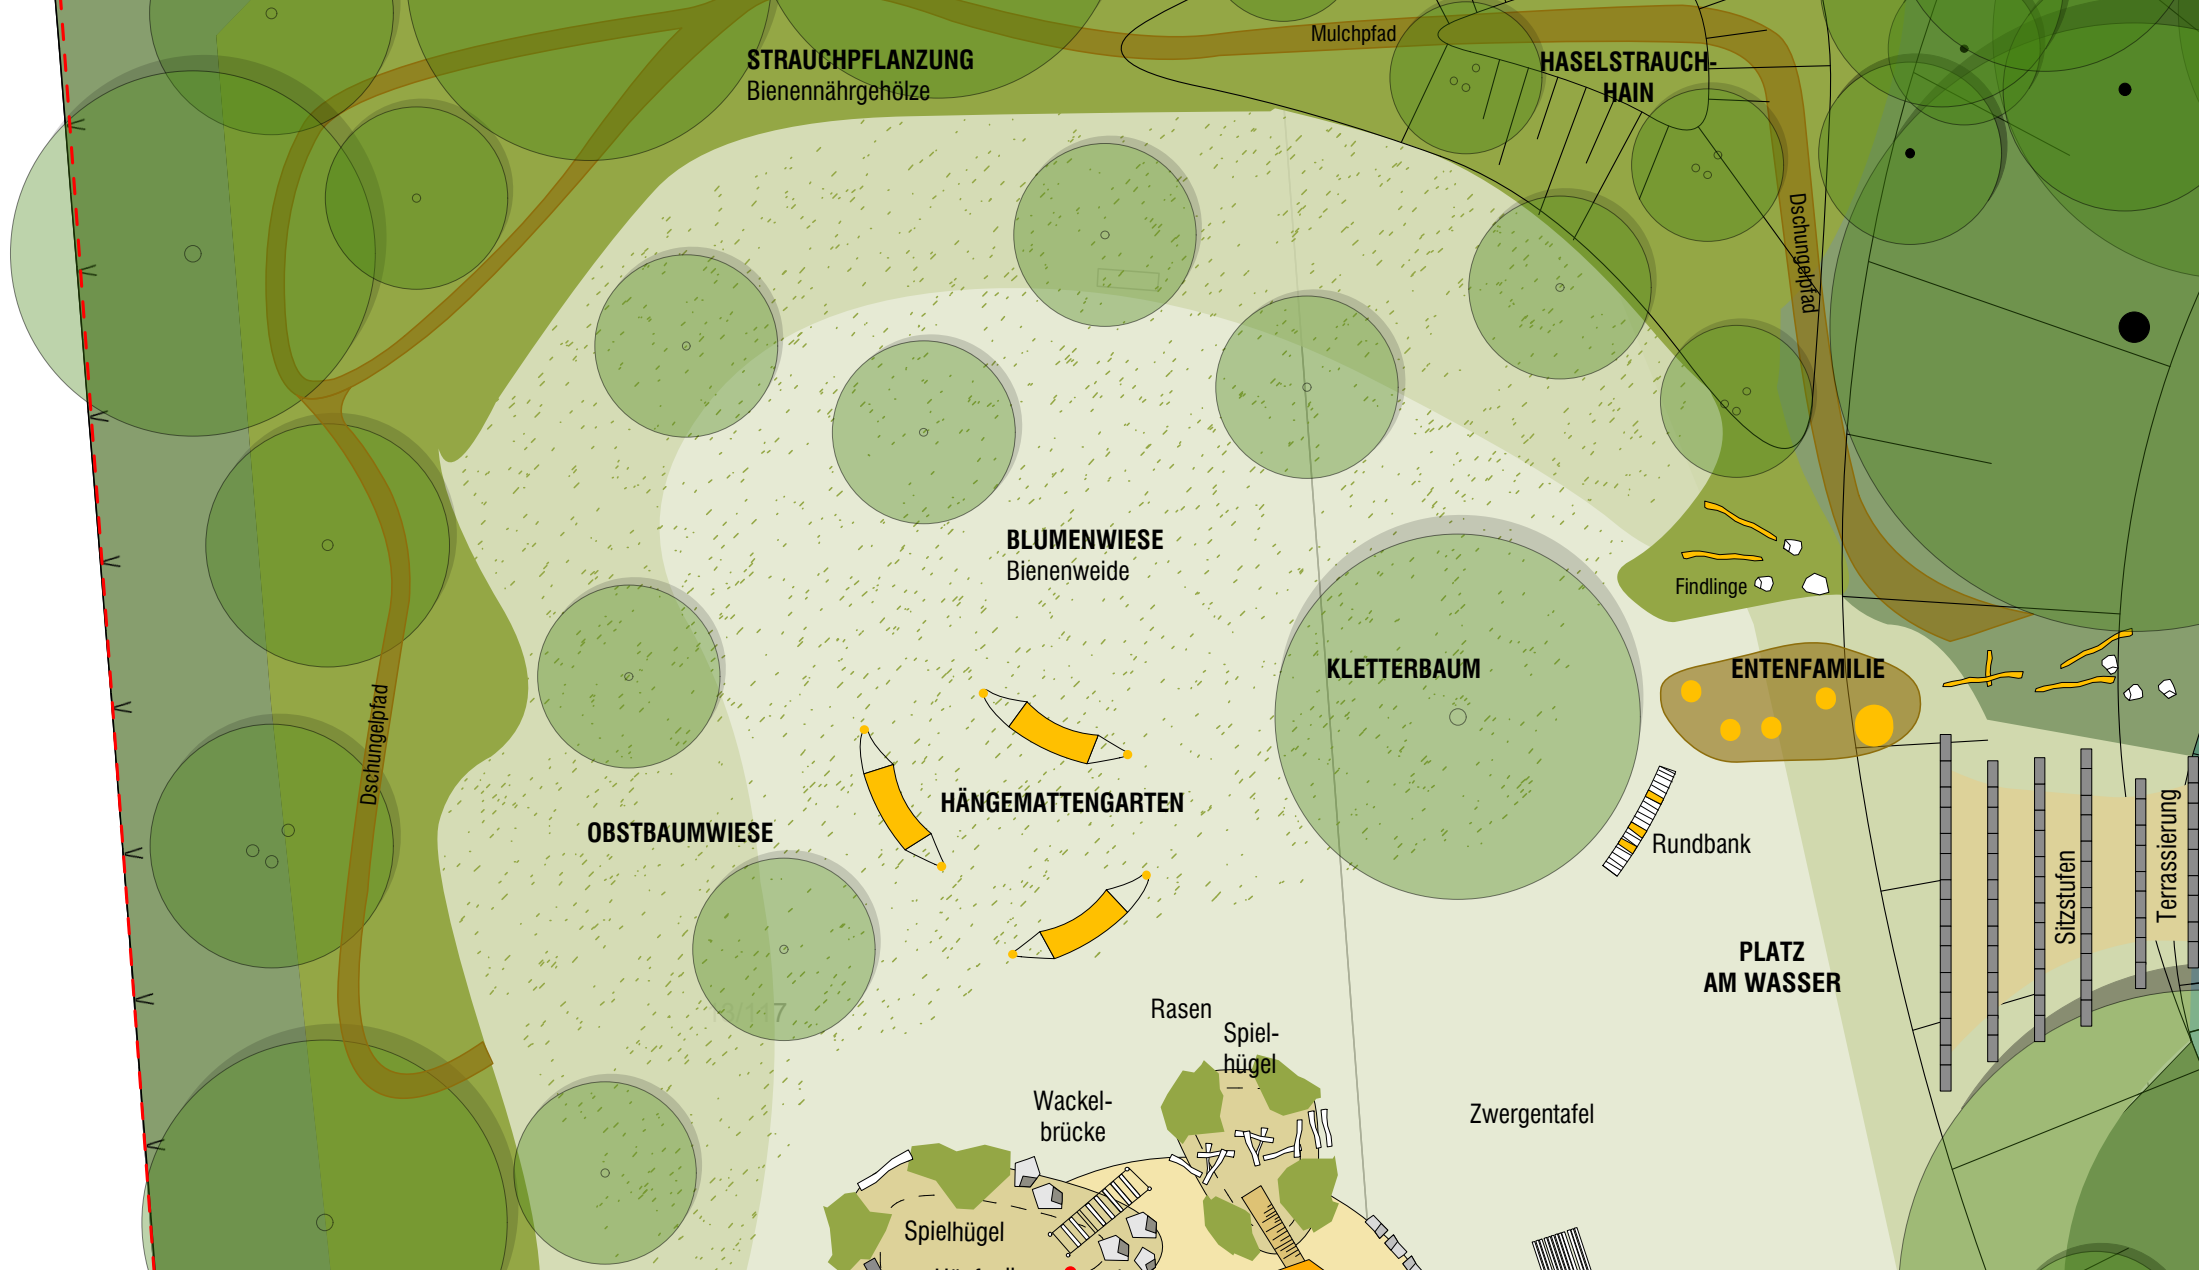 Mulchpfad
STRAUCHPFLANZUNG
Bienennährgehölze
HASELSTRAUCH-
HAIN
Dschungelpfad
BLUMENWIESE
Bienenweide
Findlinge
KLETTERBAUM
ENTENFAMILIE
Dschungelpfad
HÄNGEMATTENGARTEN
OBSTBAUMWIESE
Rundbank
Sitzstufen
Terrassierung
PLATZ
AM WASSER
Rasen
Spiel-
hügel
Wackel-
brücke
Zwergentafel
Spielhügel